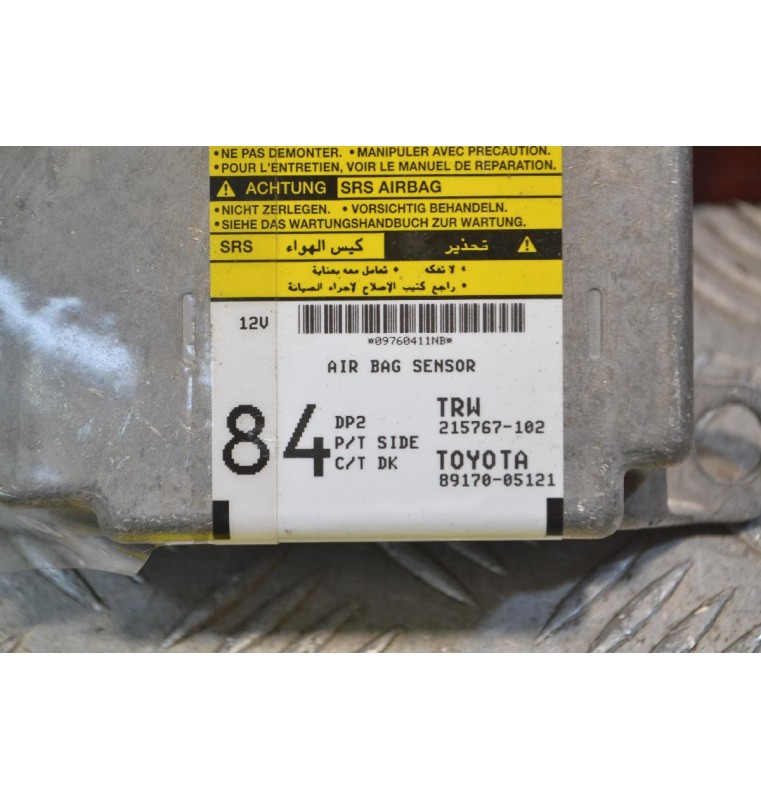 •NE PAS DEMONTER. •MANIPULER AVEC PRECAUTION.
•POUR L'ENTRETIEN, VOIR LE MANUEL DE REPARATION.
ACHTUNG SRS AIRBAG
•NICHT ZERLEGEN. •VORSICHTIG BEHANDELN.
•SIEHE DAS WARTUNGSHANDBUCH ZUR WARTUNG.
تحذير كيس الهواء SRS
• لا تفكه • تعامل معه بعناية
• راجع كتيب الإصلاح لإجراء الصيانة
12V
*09760411NB*
AIR BAG SENSOR
84
DP2
P/T SIDE
C/T DK
TRW
215767-102
TOYOTA
89170-05121